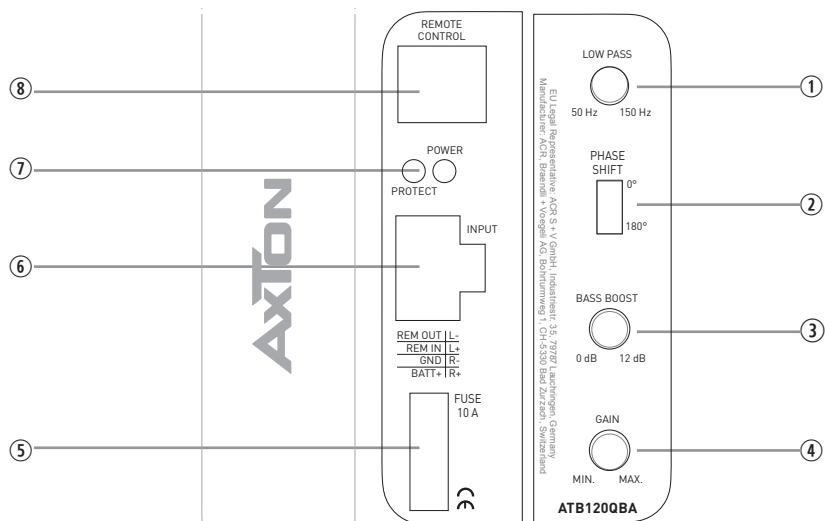 REMOTE
CONTROL
⑧
POWER
⑦
PROTECT
INPUT
⑥
REM OUT L-
REM IN L+
GND R-
BATT+ R+
FUSE
10 A
⑤
CE
AXTON
EU Legal Representative: ACR S + V GmbH, Industriestr. 35, 79787 Lauchringen, Germany
Manufacturer: ACR, Braendli + Voegeli AG, Bohrturmweg 1, CH-5330 Bad Zurzach, Switzerland
LOW PASS
①
50 Hz 150 Hz
PHASE
SHIFT
0°
②
180°
BASS BOOST
③
0 dB 12 dB
GAIN
④
MIN. MAX.
ATB120QBA